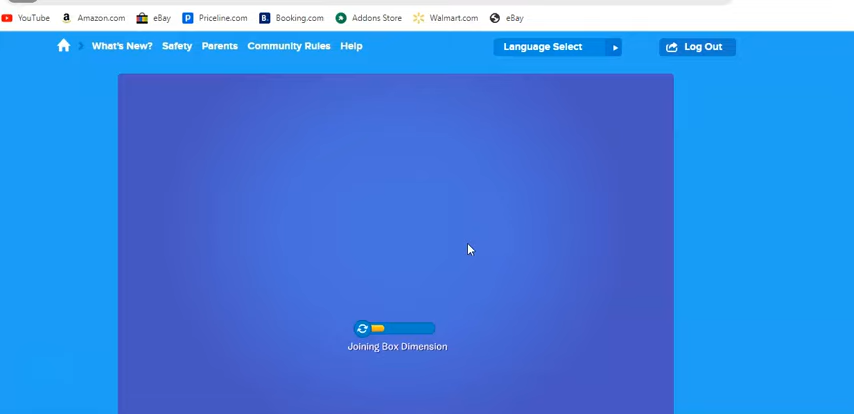 YouTube Amazon.com eBay Priceline.com Booking.com Addons Store Walmart.com eBay
What's New? Safety Parents Community Rules Help Language Select Log Out
Joining Box Dimension